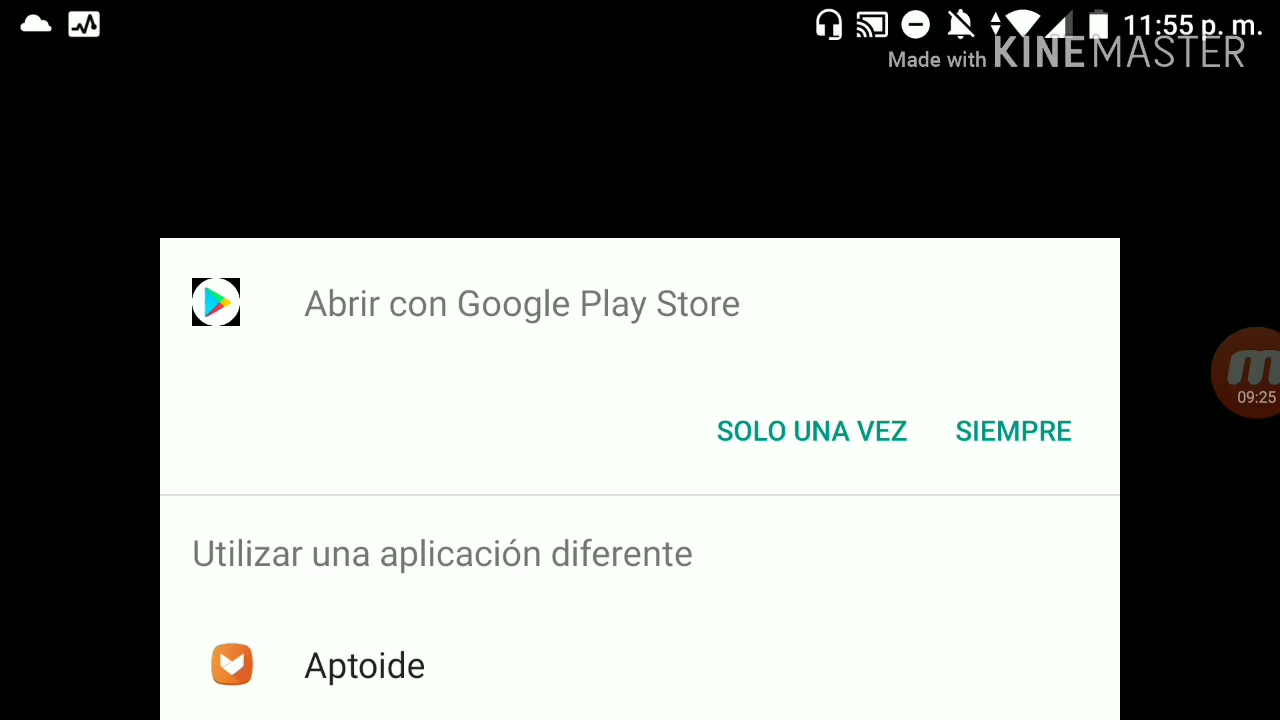 11:55 p. m.
Made with KINEMASTER
Abrir con Google Play Store
09:25
SOLO UNA VEZ SIEMPRE
Utilizar una aplicación diferente
Aptoide